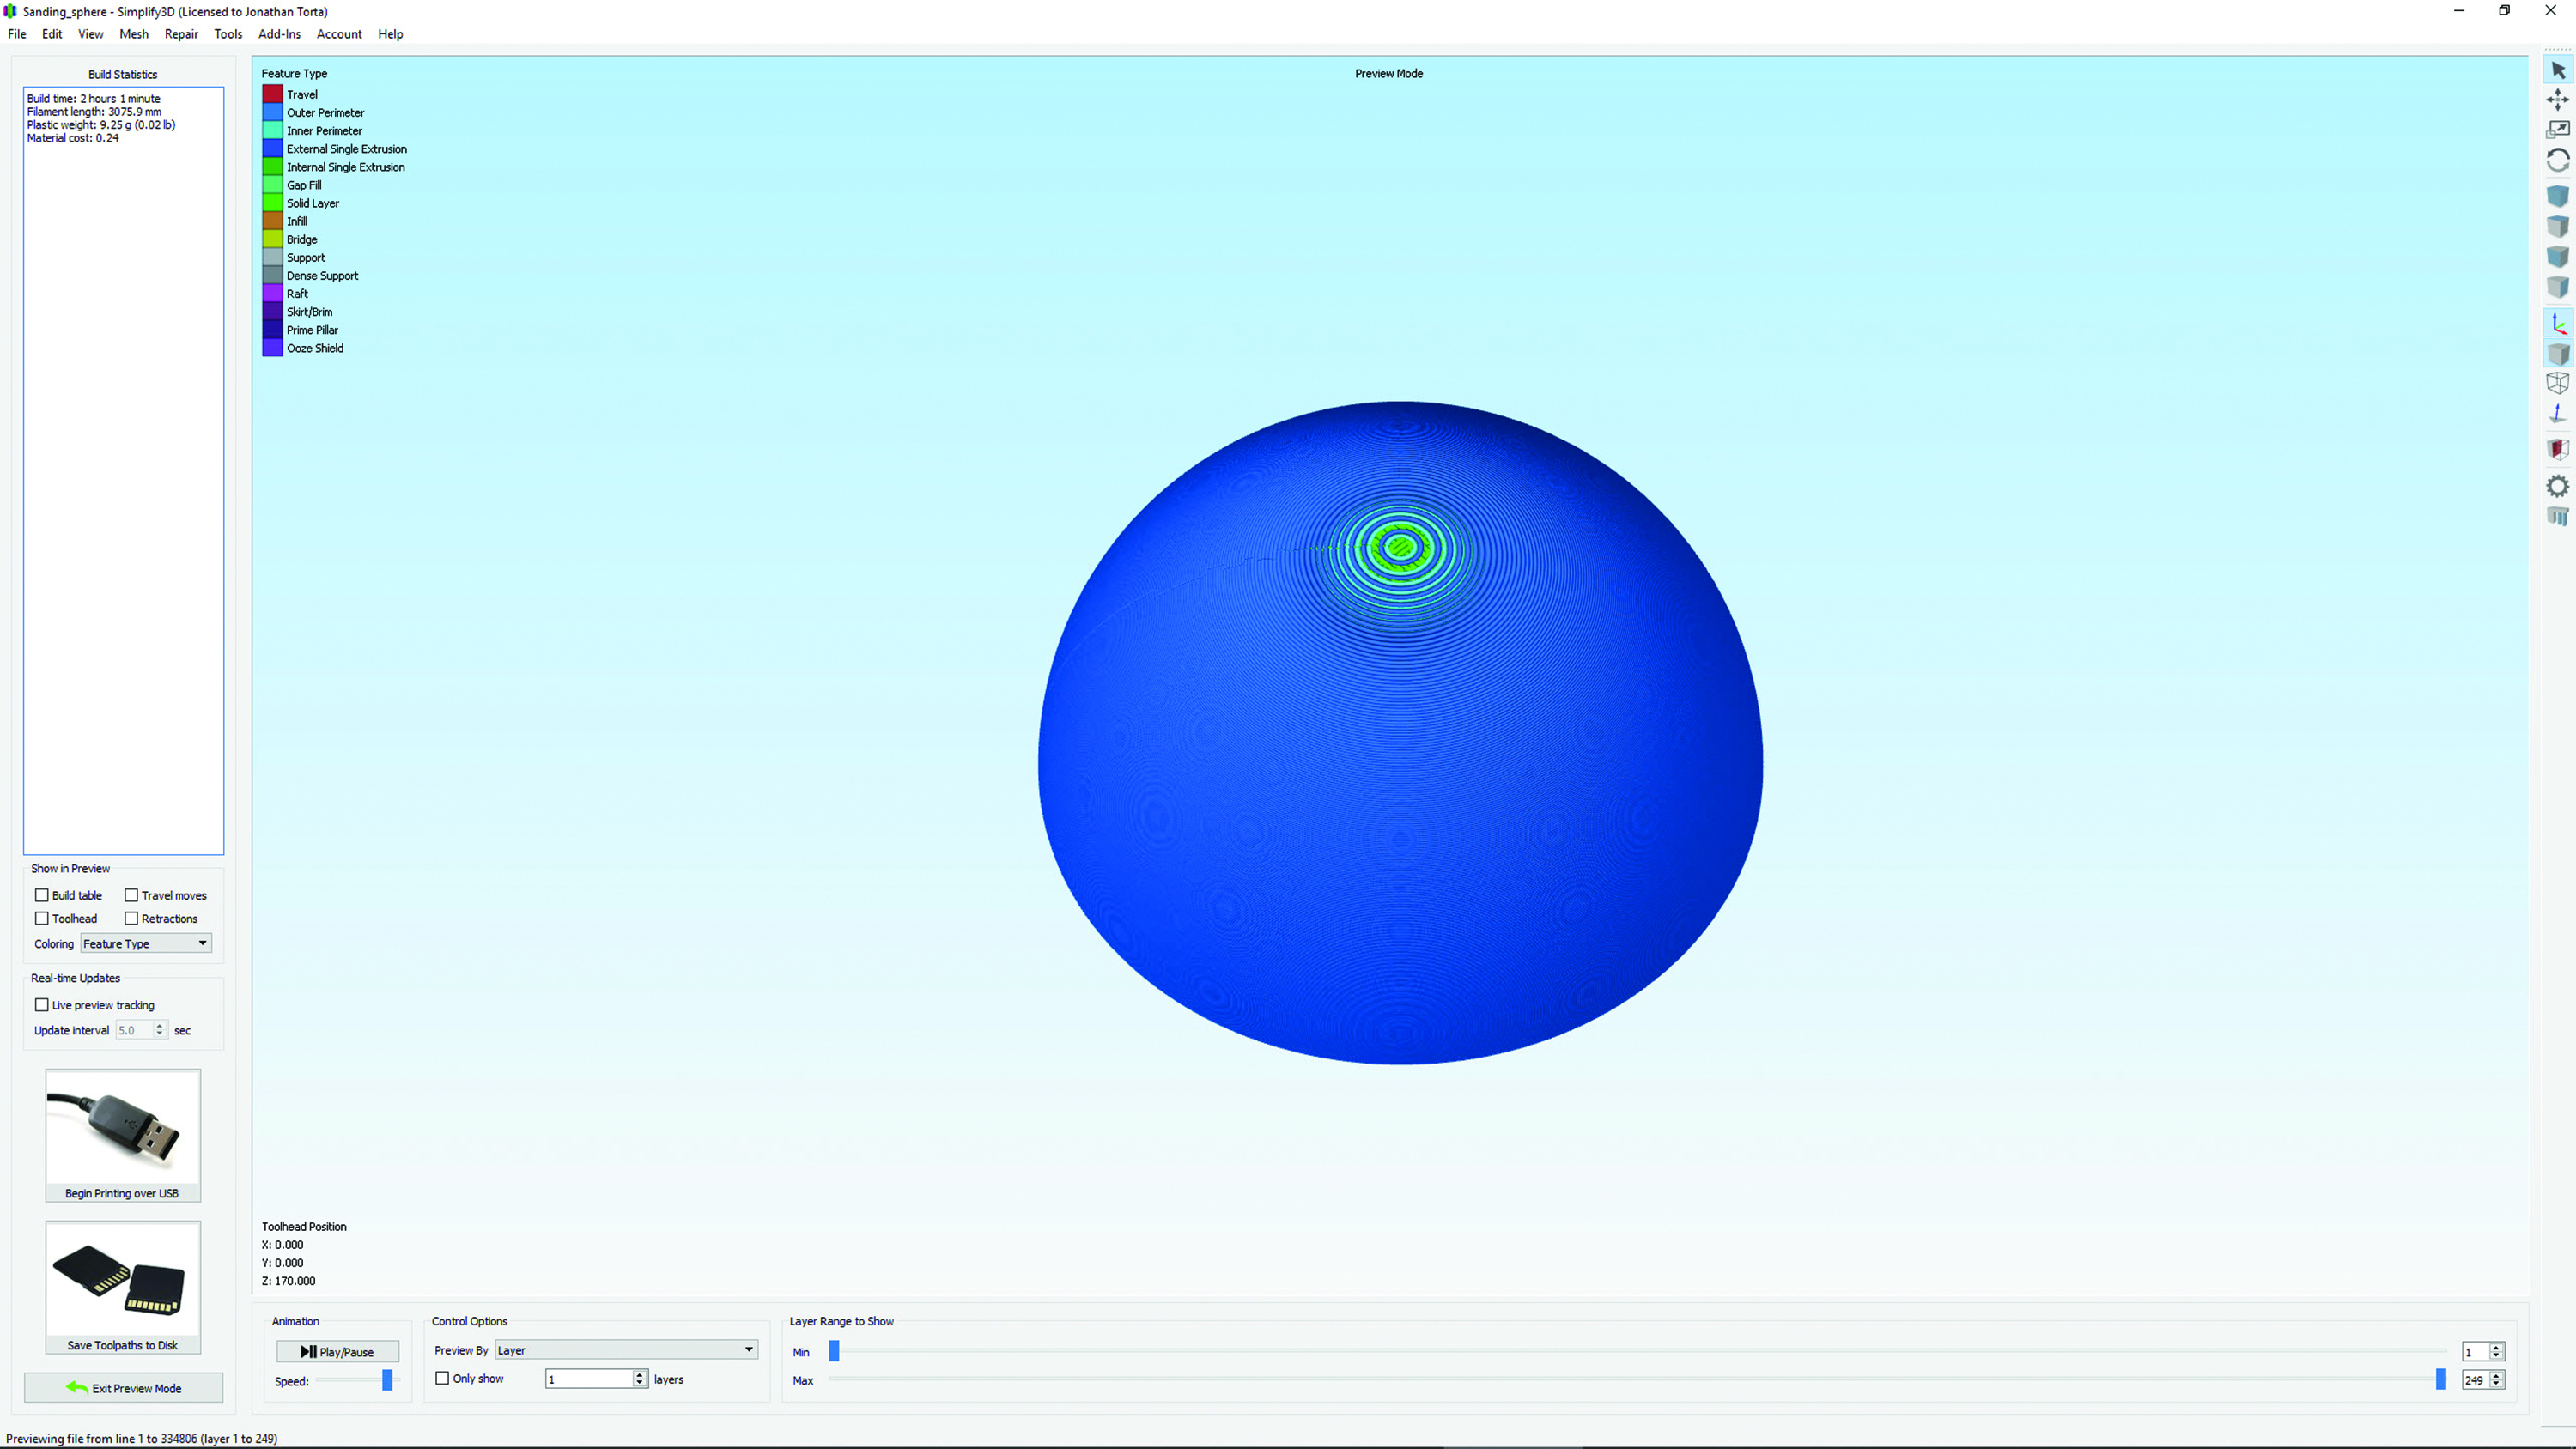 Sanding_sphere - Simplify3D (Licensed to Jonathan Torta)
File Edit View Mesh Repair Tools Add-Ins Account Help
Build Statistics
Build time: 2 hours 1 minute
Filament length: 3075.9 mm
Plastic weight: 9.25 g (0.02 lb)
Material cost: 0.24
Feature Type
Travel
Outer Perimeter
Inner Perimeter
External Single Extrusion
Internal Single Extrusion
Gap Fill
Solid Layer
Infill
Bridge
Support
Dense Support
Raft
Skirt/Brim
Prime Pillar
Ooze Shield
Preview Mode
Show in Preview
Build table Travel moves
Toolhead Retractions
Coloring Feature Type
Real-time Updates
Live preview tracking
Update interval 5.0 sec
Begin Printing over USB
Save Toolpaths to Disk
Exit Preview Mode
Toolhead Position
X: 0.000
Y: 0.000
Z: 170.000
Animation
Play/Pause
Speed:
Control Options
Preview By Layer
Only show 1 layers
Layer Range to Show
Min 1
Max 249
Previewing file from line 1 to 334806 (layer 1 to 249)